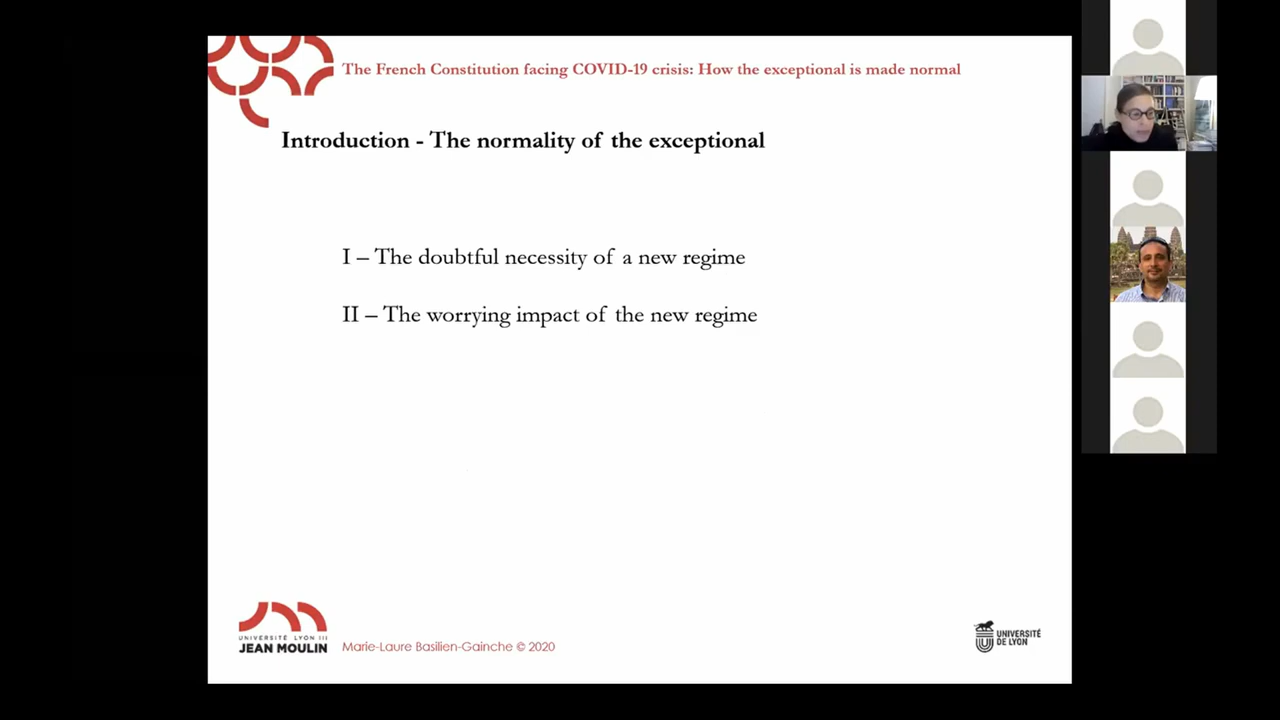 The French Constitution facing COVID-19 crisis: How the exceptional is made normal
Introduction - The normality of the exceptional
I – The doubtful necessity of a new regime
II – The worrying impact of the new regime
UNIVERSITÉ LYON III
JEAN MOULIN
Marie-Laure Basilien-Gainche © 2020
UNIVERSITÉ
DE LYON